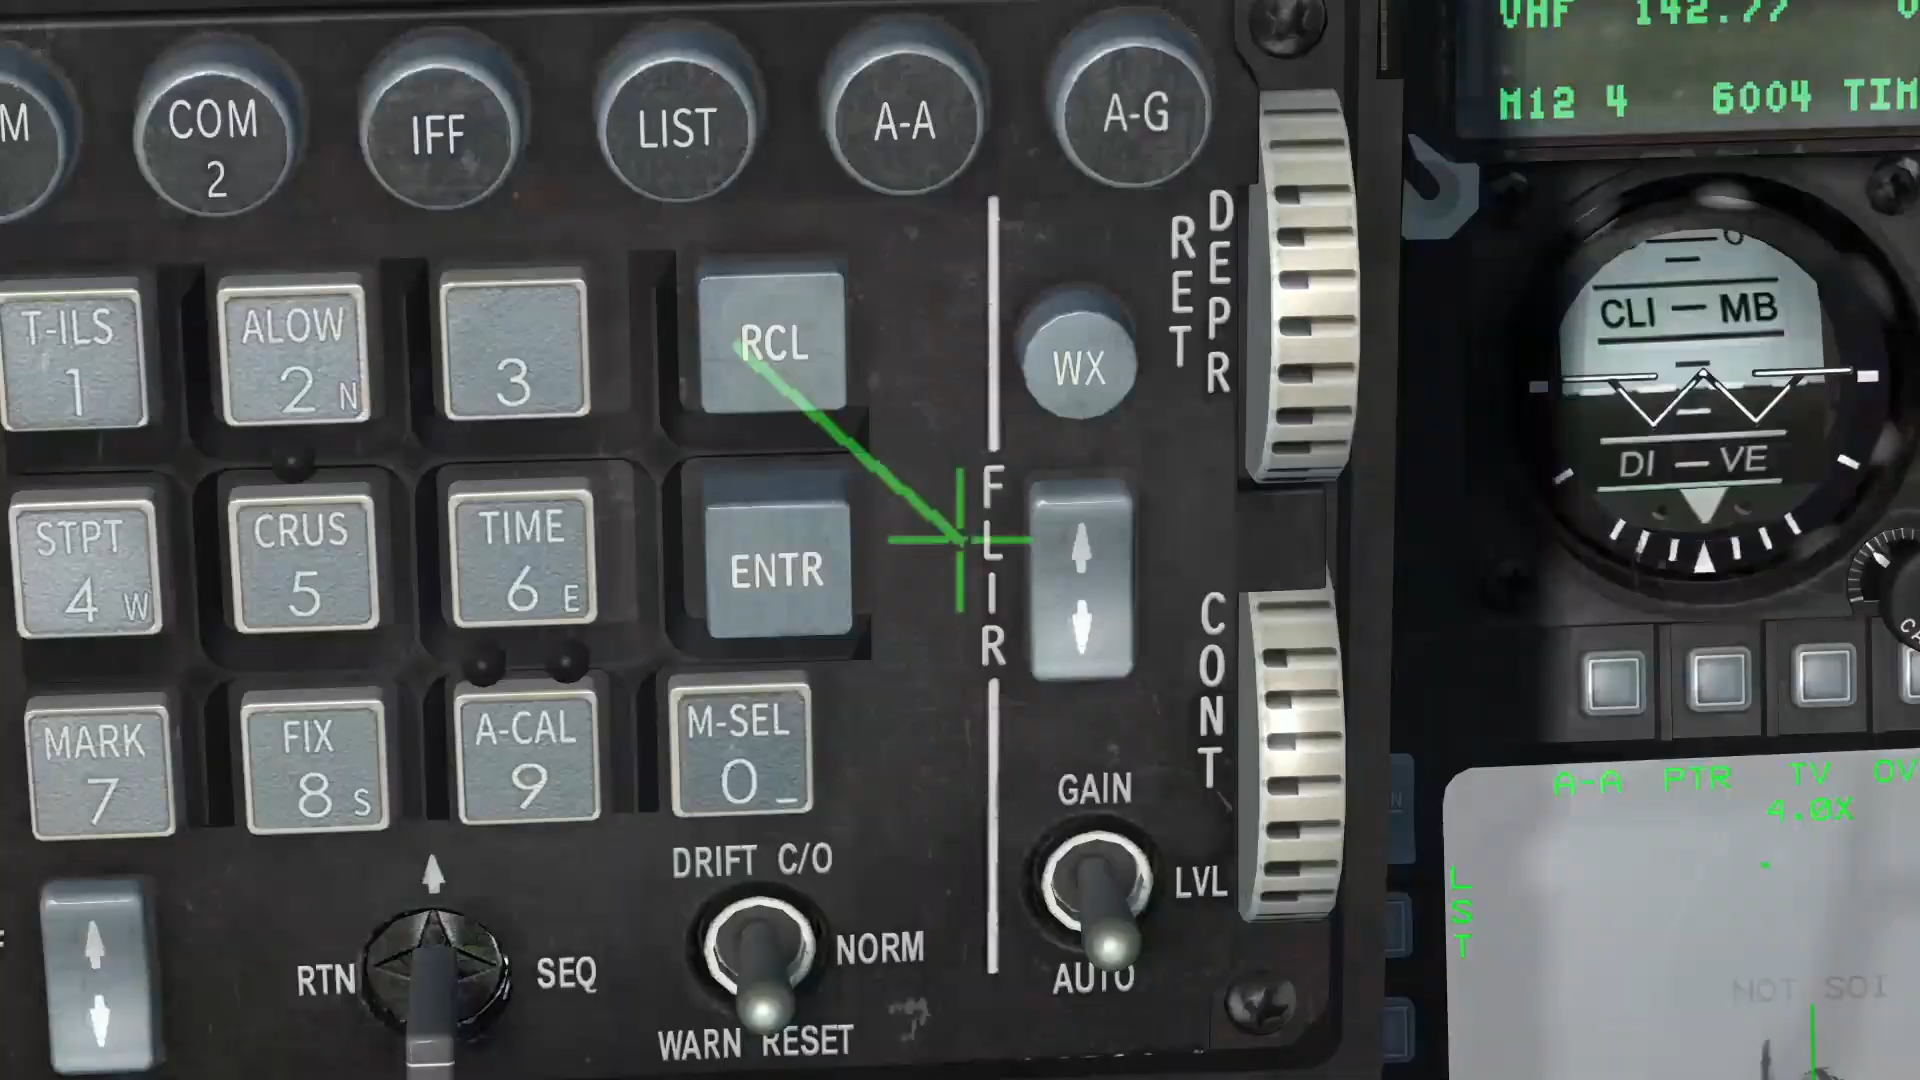 VHF 142.77
M12 4 6004 TIM
M
COM
2
IFF
LIST
A-A
A-G
T-ILS
1
ALOW
2 N
3
RCL
WX
RET
DEPR
STPT
4 W
CRUS
5
TIME
6 E
ENTR
FLIR
MARK
7
FIX
8 S
A-CAL
9
M-SEL
0 _
CONT
GAIN
LVL
AUTO
DRIFT C/O
NORM
WARN RESET
RTN
SEQ
CLI — MB
DI — VE
A-A PTR TV OV
4.0X
LST
NOT SOI